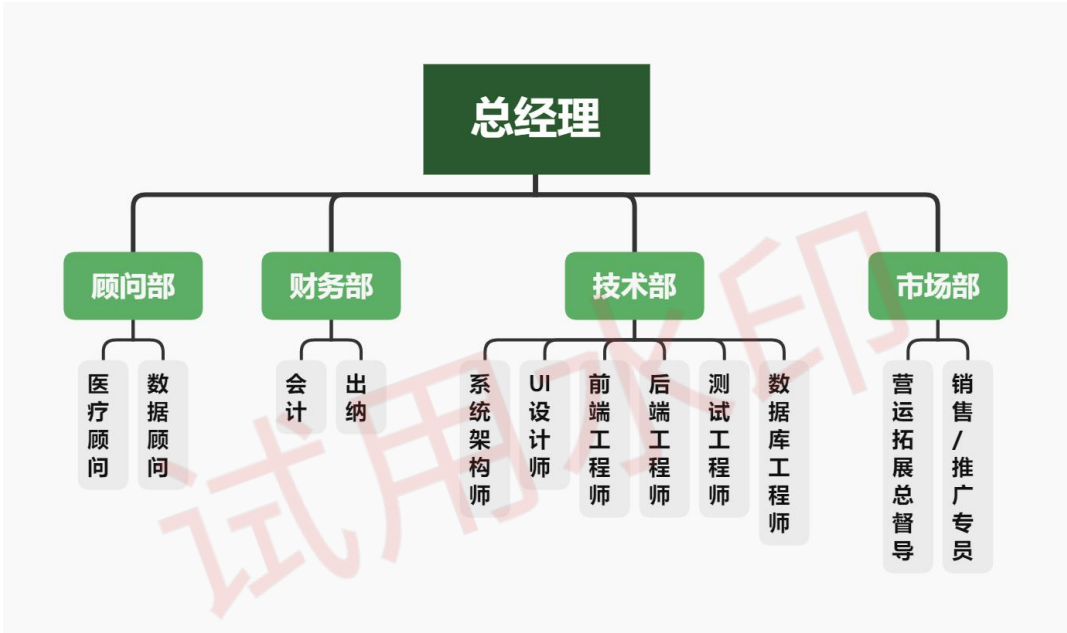 总经理
顾问部
财务部
技术部
市场部
医疗顾问
数据顾问
会计
出纳
系统架构师
UI设计师
前端工程师
后端工程师
测试工程师
数据库工程师
营运拓展总督导
销售/推广专员
试用水印